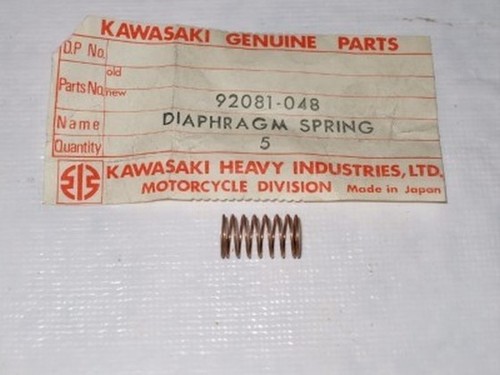 KAWASAKI GENUINE PARTS
D.P No.
old
Parts No. new 92081-048
Name DIAPHRAGM SPRING
Quantity 5
KAWASAKI HEAVY INDUSTRIES, LTD.
MOTORCYCLE DIVISION Made in Japan